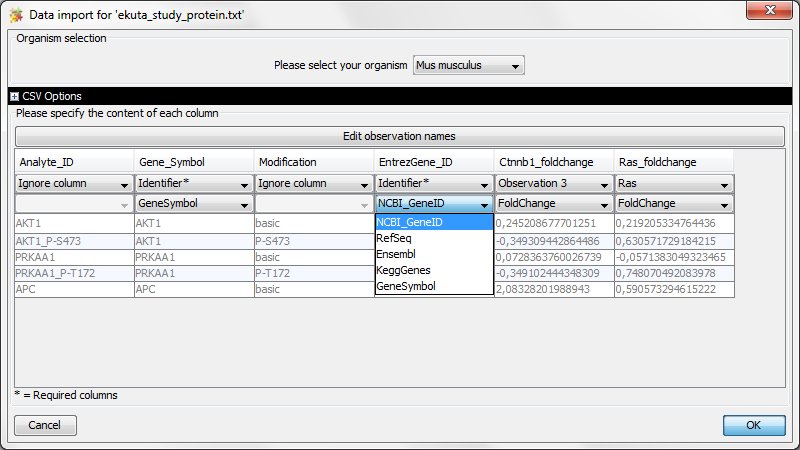 Data import for 'ekuta_study_protein.txt'
Organism selection
Please select your organism Mus musculus
CSV Options
Please specify the content of each column
Edit observation names
Analyte_ID Gene_Symbol Modification EntrezGene_ID Ctnnb1_foldchange Ras_foldchange
Ignore column Identifier* Ignore column Identifier* Observation 3 Ras
GeneSymbol NCBI_GeneID FoldChange FoldChange
AKT1 AKT1 basic NCBI_GeneID 0,245208677701251 0,219205334764436
AKT1_P-S473 AKT1 P-S473 RefSeq -0,349309442864486 0,630571729184215
PRKAA1 PRKAA1 basic Ensembl 0,0728363760026739 -0,0571383049323465
PRKAA1_P-T172 PRKAA1 P-T172 KeggGenes -0,349102444348309 0,748070492083978
APC APC basic GeneSymbol 2,08328201988943 0,590573294615222
* = Required columns
Cancel OK